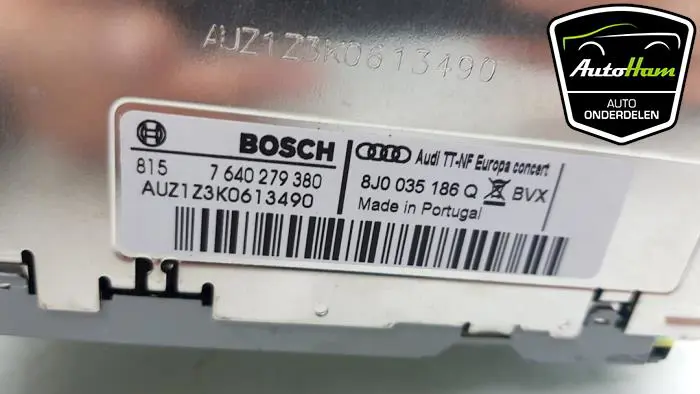 AUZ1Z3K0613490
AutoHam
AUTO
ONDERDELEN
BOSCH
815 7 640 279 380
AUZ1Z3K0613490
Audi TT-NF Europa concert
8J0 035 186 Q BVX
Made in Portugal